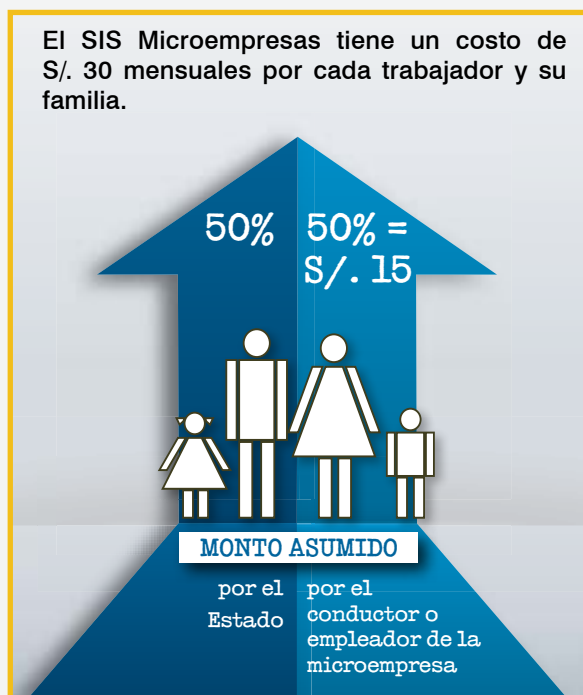 El SIS Microempresas tiene un costo de
S/. 30 mensuales por cada trabajador y su
familia.
50%
50% =
S/. 15
MONTO ASUMIDO
por el
Estado
por el
conductor o
empleador de la
microempresa